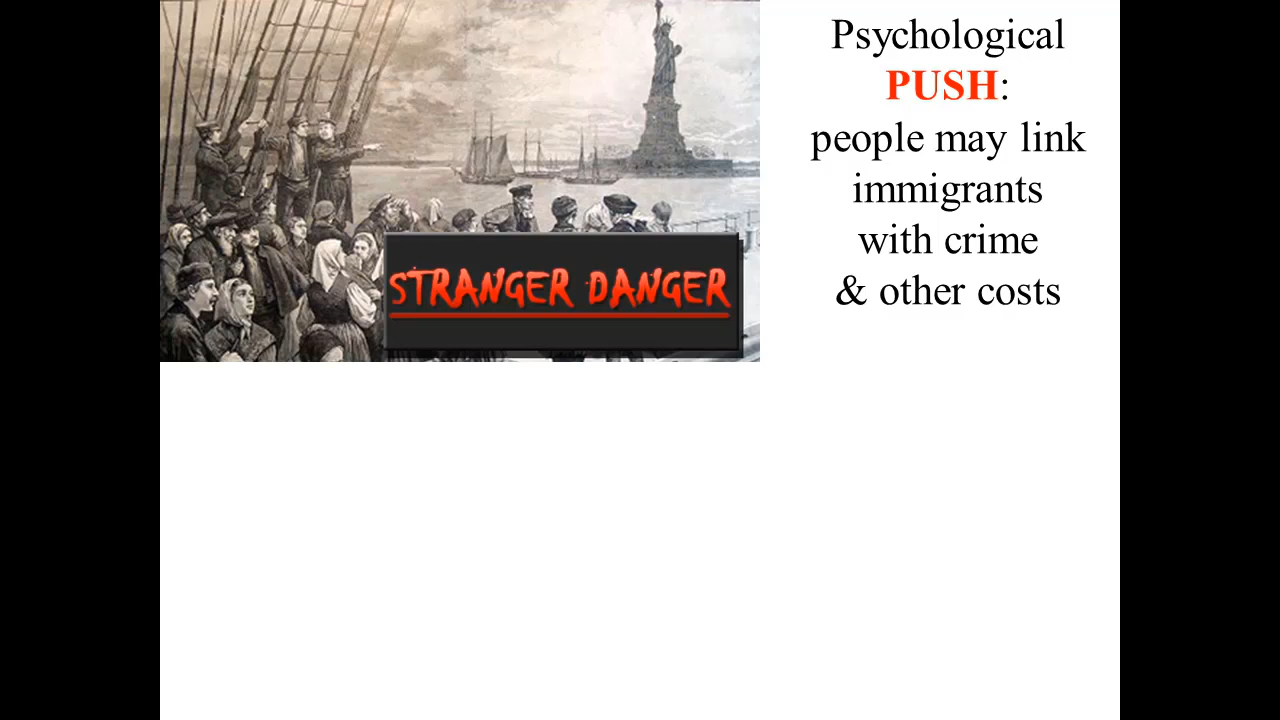 Psychological
PUSH:
people may link
immigrants
with crime
& other costs
STRANGER DANGER